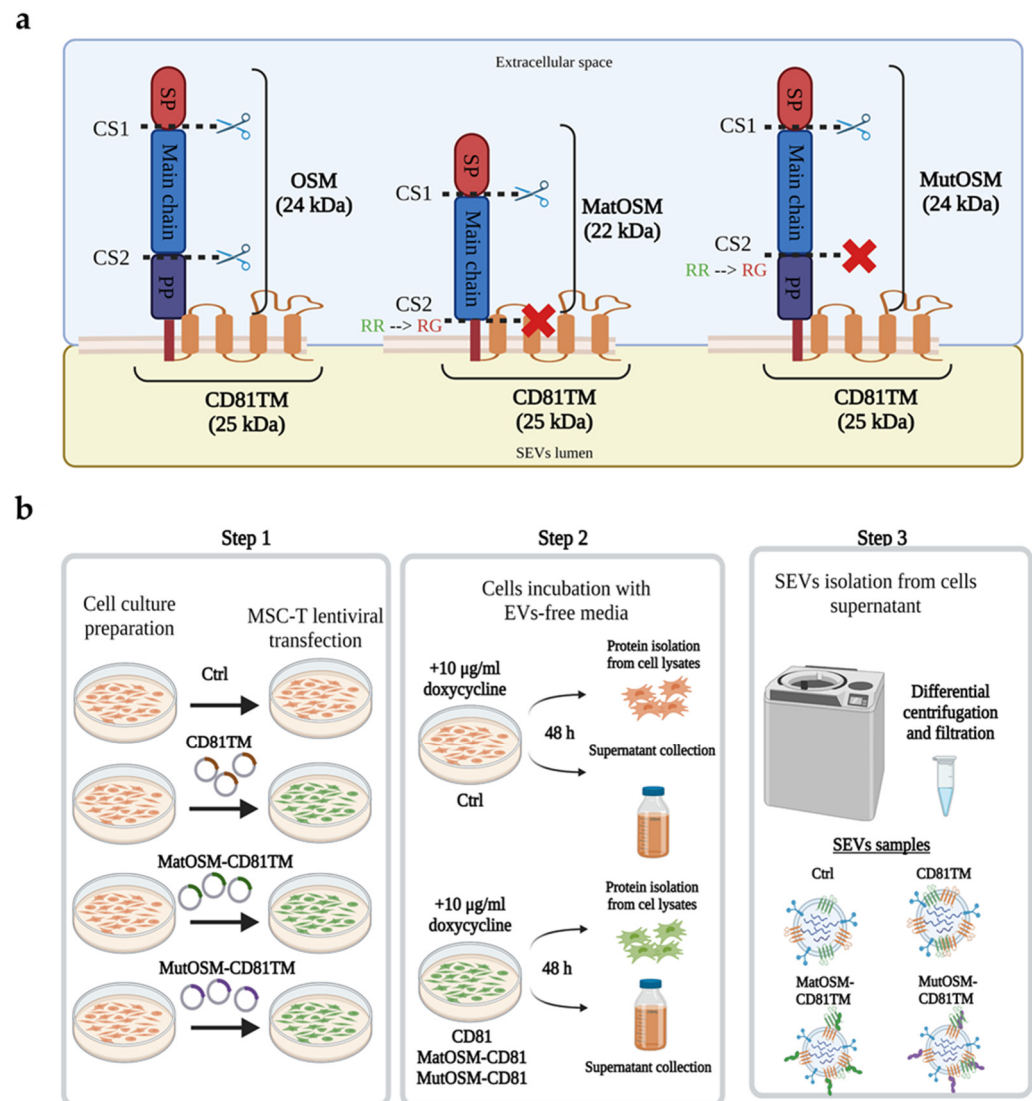 a
Extracellular space
SP
CS1
Main chain
OSM
(24 kDa)
CS2
PP
SP
CS1
Main chain
MatOSM
(22 kDa)
CS2
RR --> RG
SP
CS1
Main chain
MutOSM
(24 kDa)
CS2
RR --> RG
PP
CD81TM
(25 kDa)
CD81TM
(25 kDa)
CD81TM
(25 kDa)
SEVs lumen
b
Step 1
Cell culture
preparation
MSC-T lentiviral
transfection
Ctrl
CD81TM
MatOSM-CD81TM
MutOSM-CD81TM
Step 2
Cells incubation with
EVs-free media
+10 μg/ml
doxycycline
Ctrl
48 h
Protein isolation
from cell lysates
Supernatant collection
+10 μg/ml
doxycycline
CD81
MatOSM-CD81
MutOSM-CD81
48 h
Protein isolation
from cel lysates
Supernatant collection
Step 3
SEVs isolation from cells
supernatant
Differential
centrifugation
and filtration
SEVs samples
Ctrl
CD81TM
MatOSM-
CD81TM
MutOSM-
CD81TM